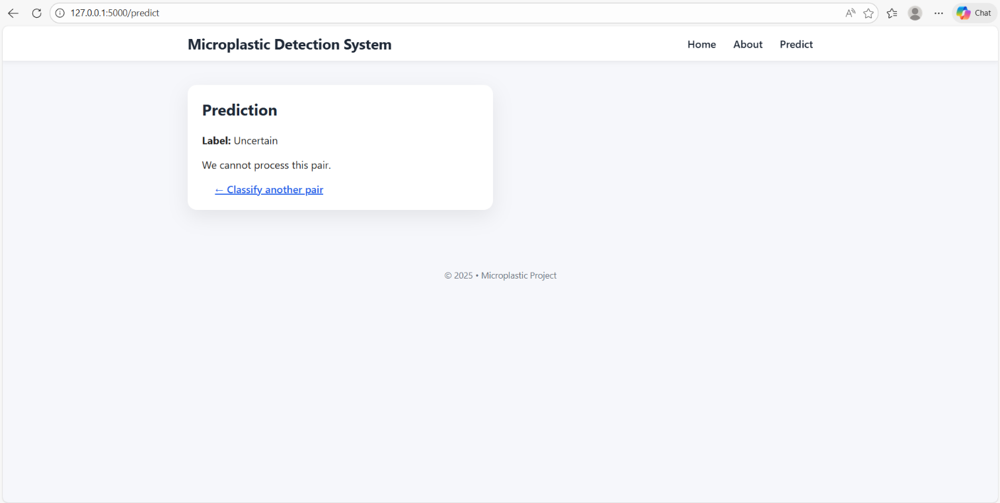 127.0.0.1:5000/predict
Chat
Microplastic Detection System
Home About Predict
Prediction
Label: Uncertain
We cannot process this pair.
← Classify another pair
© 2025 • Microplastic Project